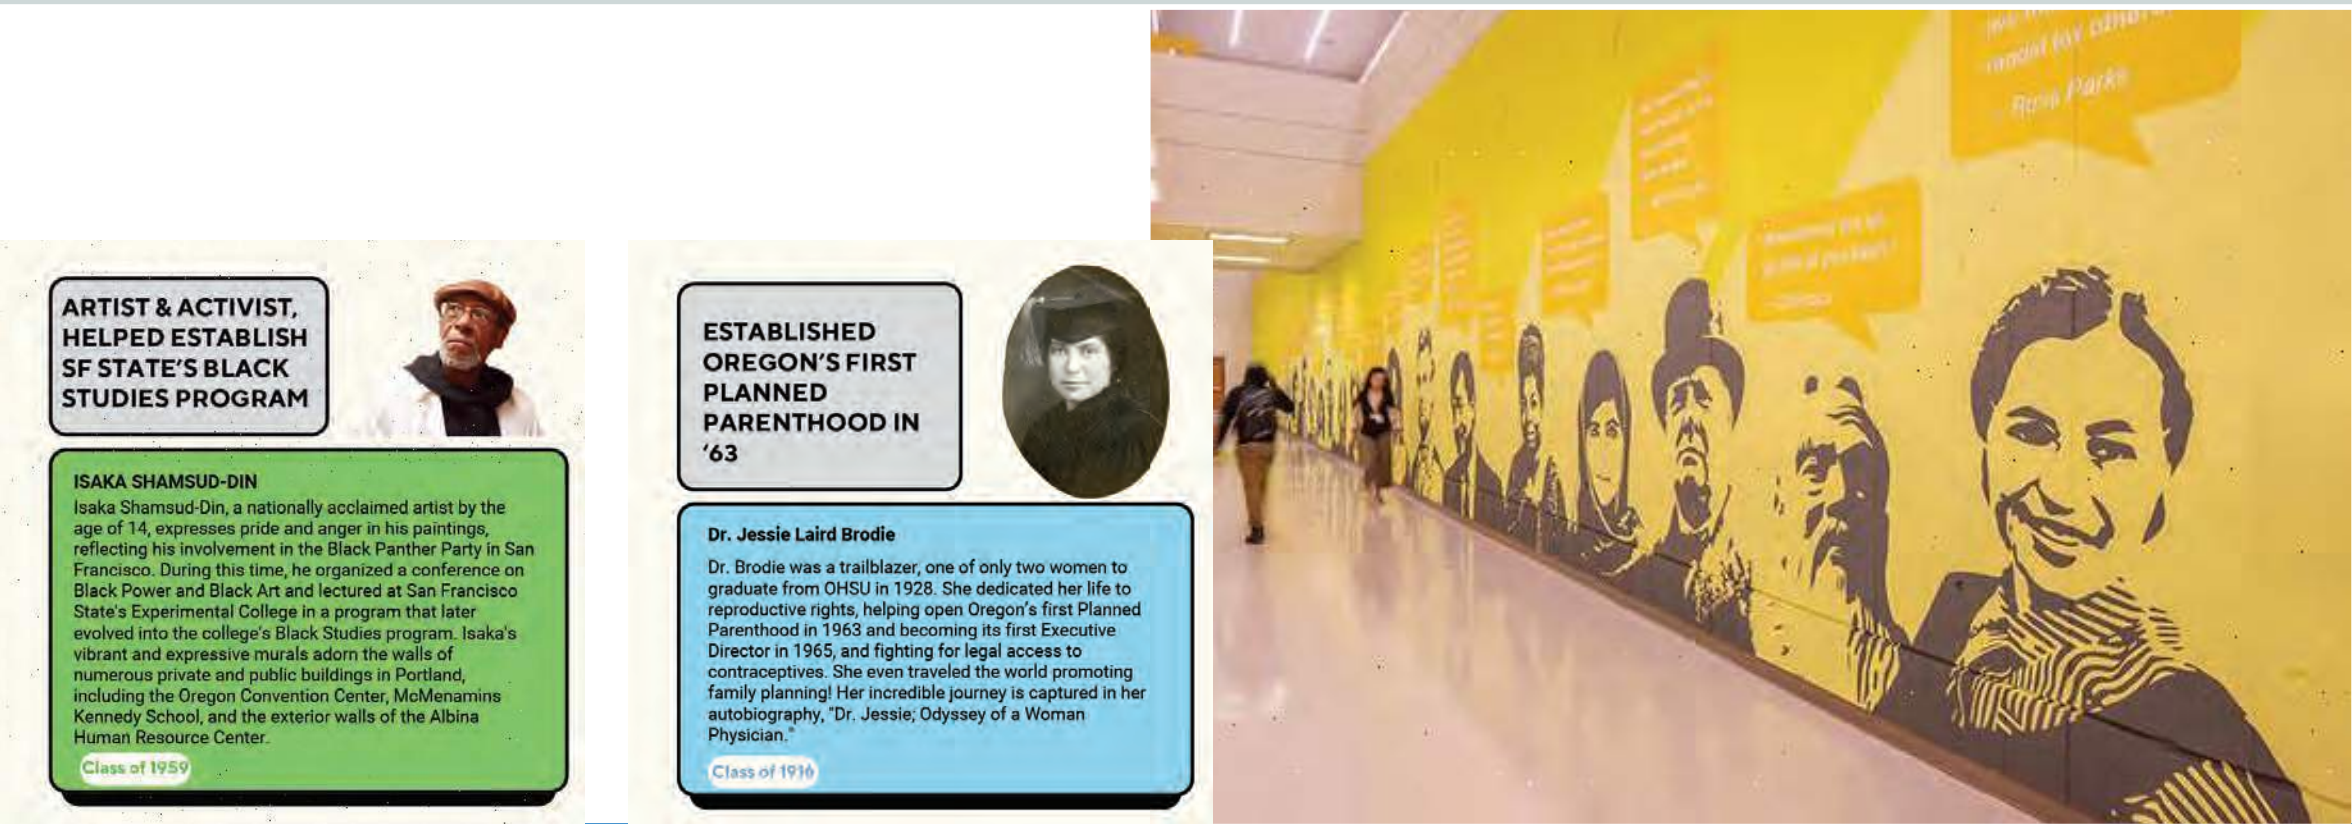 ARTIST & ACTIVIST,
HELPED ESTABLISH
SF STATE'S BLACK
STUDIES PROGRAM
ISAKA SHAMSUD-DIN
Isaka Shamsud-Din, a nationally acclaimed artist by the
age of 14, expresses pride and anger in his paintings,
reflecting his involvement in the Black Panther Party in San
Francisco. During this time, he organized a conference on
Black Power and Black Art and lectured at San Francisco
State's Experimental College in a program that later
evolved into the college's Black Studies program. Isaka's
vibrant and expressive murals adorn the walls of
numerous private and public buildings in Portland,
including the Oregon Convention Center, McMenamins
Kennedy School, and the exterior walls of the Albina
Human Resource Center.
Class of 1959
ESTABLISHED
OREGON'S FIRST
PLANNED
PARENTHOOD IN
'63
Dr. Jessie Laird Brodie
Dr. Brodie was a trailblazer, one of only two women to
graduate from OHSU in 1928. She dedicated her life to
reproductive rights, helping open Oregon's first Planned
Parenthood in 1963 and becoming its first Executive
Director in 1965, and fighting for legal access to
contraceptives. She even traveled the world promoting
family planning! Her incredible journey is captured in her
autobiography, "Dr. Jessie; Odyssey of a Woman
Physician."
Class of 1916
model for others
Rosa Parks